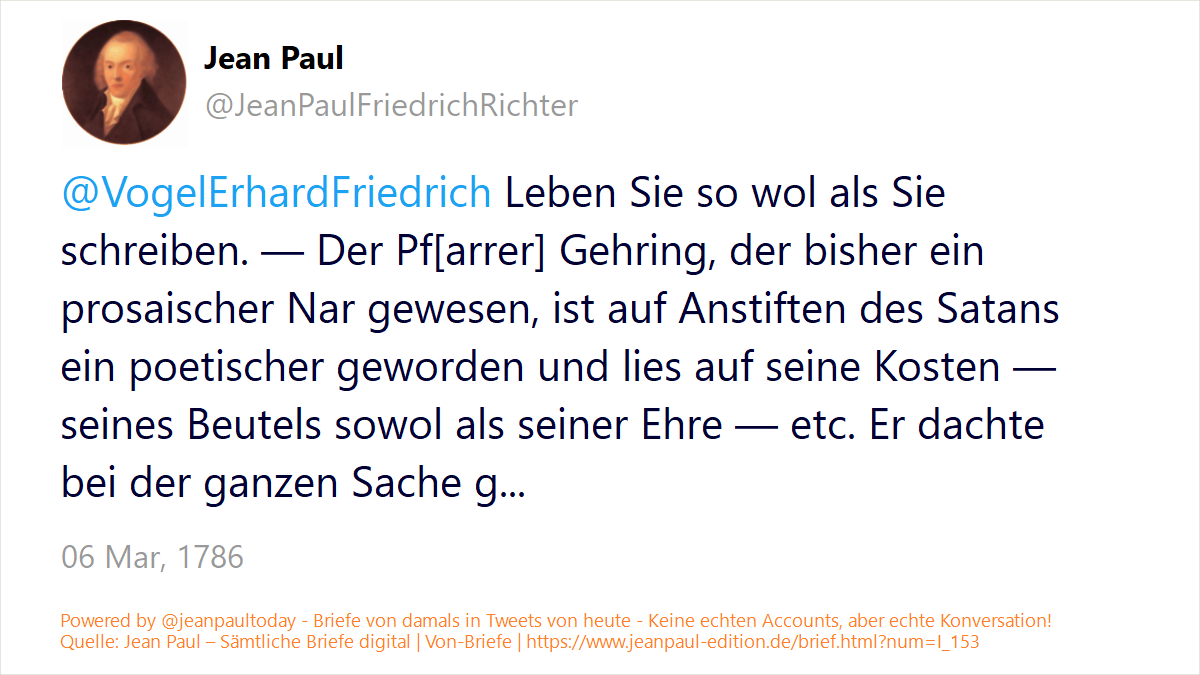 Jean Paul
@JeanPaulFriedrichRichter
@VogelErhardFriedrich Leben Sie so wol als Sie
schreiben. — Der Pf[arrer] Gehring, der bisher ein
prosaischer Nar gewesen, ist auf Anstiften des Satans
ein poetischer geworden und lies auf seine Kosten —
seines Beutels sowol als seiner Ehre — etc. Er dachte
bei der ganzen Sache g...
06 Mar, 1786
Powered by @jeanpaultoday - Briefe von damals in Tweets von heute - Keine echten Accounts, aber echte Konversation!
Quelle: Jean Paul – Sämtliche Briefe digital | Von-Briefe | https://www.jeanpaul-edition.de/brief.html?num=I_153